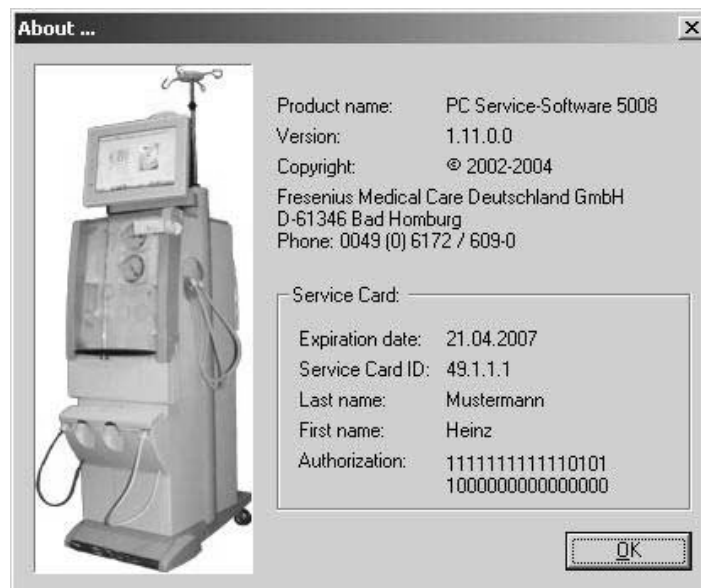 About ...
Product name: PC Service-Software 5008
Version: 1.11.0.0
Copyright: © 2002-2004
Fresenius Medical Care Deutschland GmbH
D-61346 Bad Homburg
Phone: 0049 (0) 6172 / 609-0
Service Card:
Expiration date: 21.04.2007
Service Card ID: 49.1.1.1
Last name: Mustermann
First name: Heinz
Authorization: 1111111111110101
1000000000000000
OK